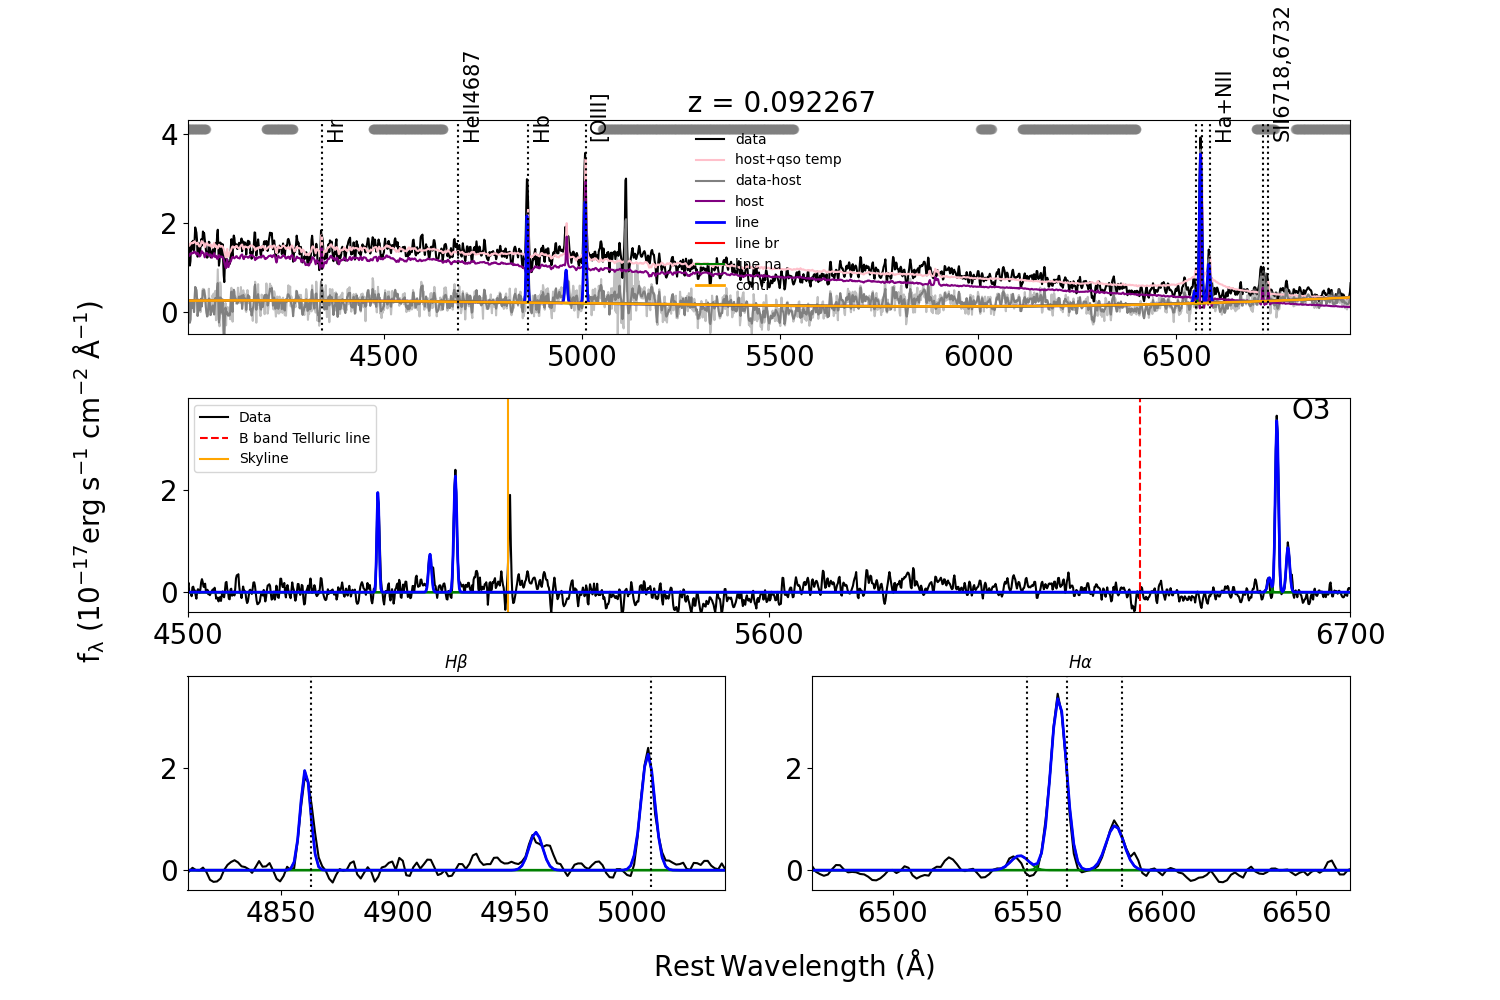 z = 0.092267
Hr
HeII4687
Hb
[OIII]
Ha+NII
SII6718,6732
4
2
0
data
host+qso temp
data-host
host
line
line br
line na
conti
4500 5000 5500 6000 6500
fλ (10⁻¹⁷erg s⁻¹ cm⁻² Å⁻¹)
Data
B band Telluric line
Skyline
O3
2
0
4500 5600 6700
Hβ
2
0
4850 4900 4950 5000
Hα
2
0
6500 6550 6600 6650
Rest Wavelength (Å)